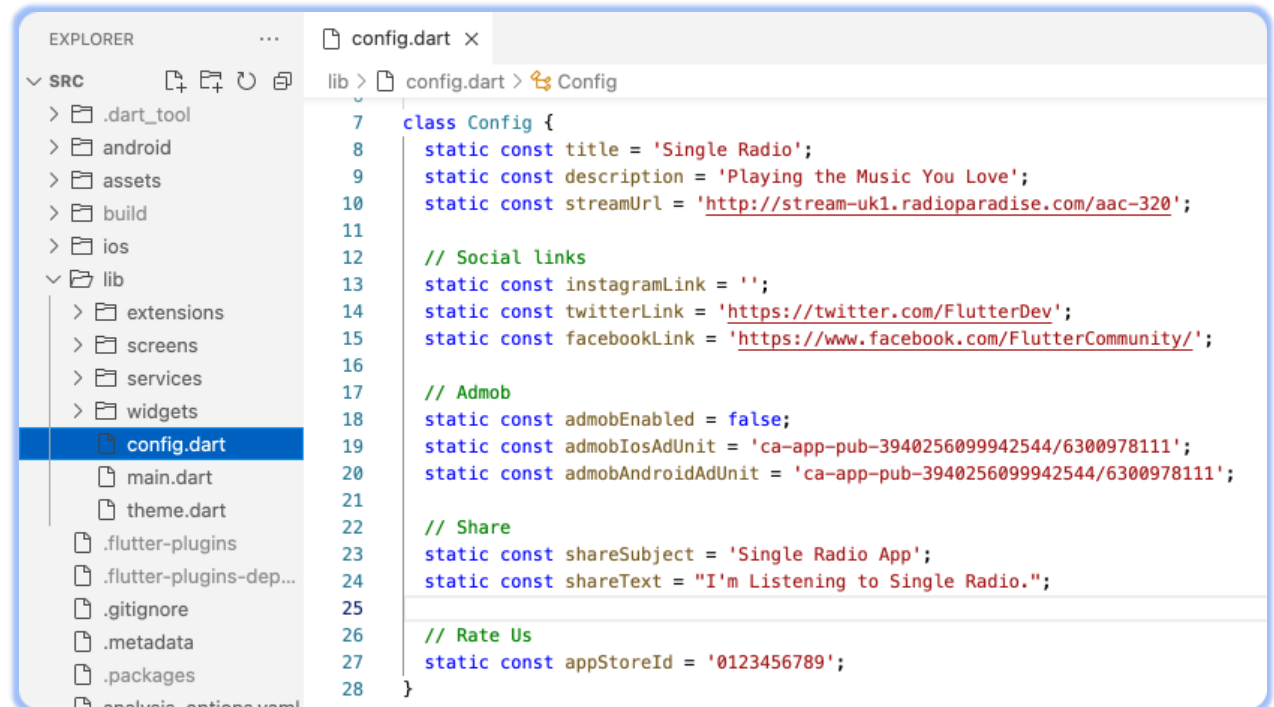 EXPLORER ...
SRC
.dart_tool
android
assets
build
ios
lib
extensions
screens
services
widgets
config.dart
main.dart
theme.dart
.flutter-plugins
.flutter-plugins-dep...
.gitignore
.metadata
.packages
analysis_options.yaml
config.dart
lib > config.dart > Config
6
7 class Config {
8 static const title = 'Single Radio';
9 static const description = 'Playing the Music You Love';
10 static const streamUrl = 'http://stream-uk1.radioparadise.com/aac-320';
11
12 // Social links
13 static const instagramLink = '';
14 static const twitterLink = 'https://twitter.com/FlutterDev';
15 static const facebookLink = 'https://www.facebook.com/FlutterCommunity/';
16
17 // Admob
18 static const admobEnabled = false;
19 static const admobIosAdUnit = 'ca-app-pub-3940256099942544/6300978111';
20 static const admobAndroidAdUnit = 'ca-app-pub-3940256099942544/6300978111';
21
22 // Share
23 static const shareSubject = 'Single Radio App';
24 static const shareText = "I'm Listening to Single Radio.";
25
26 // Rate Us
27 static const appStoreId = '0123456789';
28 }